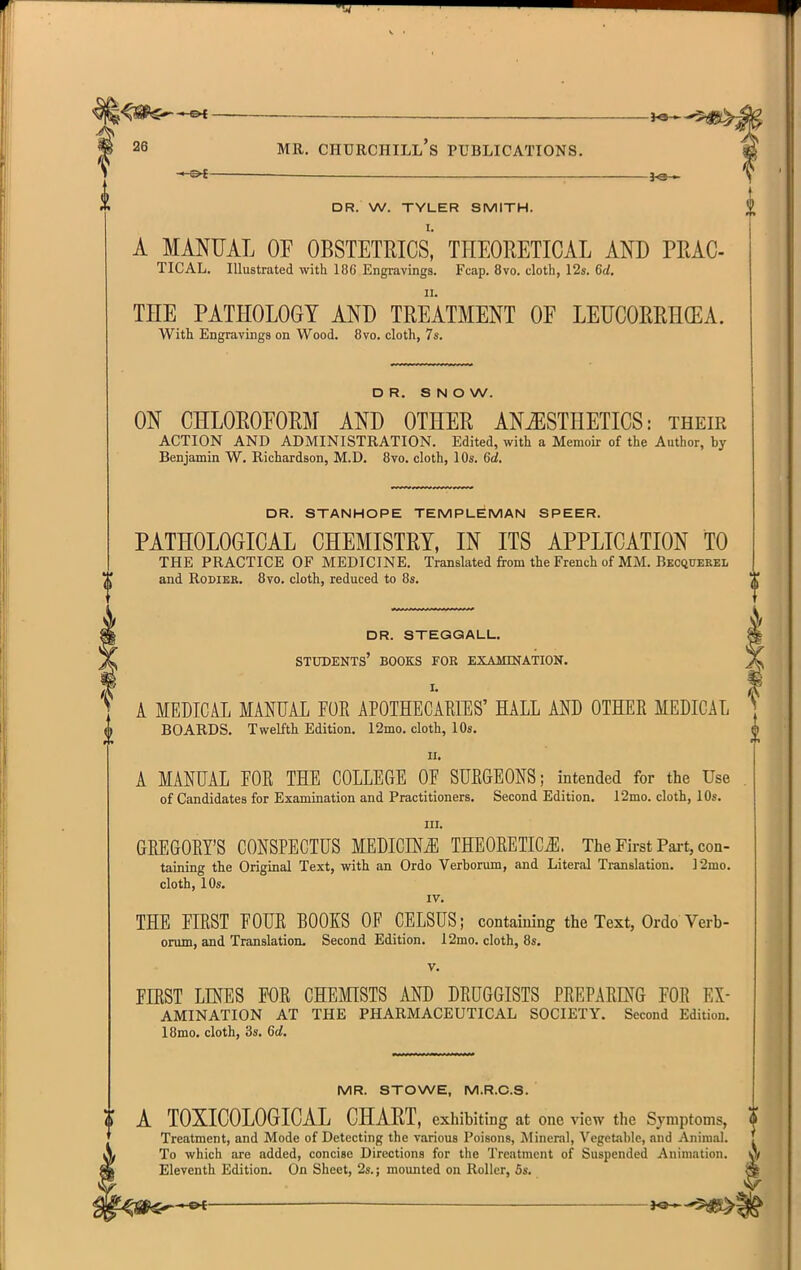 26 MR. CHURCHILL'S PUBLICATIONS.
DR. W. TYLER SMITH.
I.
A MANUAL OF OBSTETRICS, THEORETICAL AND PRAC-
TICAL. Illustrated with 186 Engravings. Fcap. 8vo. cloth, 12s. 6d.
II.
THE PATHOLOGY AND TREATMENT OF LEUCORRHŒA.
With Engravings on Wood. 8vo. cloth, 7s.
DR. SNOW.
ON CHLOROFORM AND OTHER ANÆSTHETICS: THEIR
ACTION AND ADMINISTRATION. Edited, with a Memoir of the Author, by
Benjamin W. Richardson, M.D. 8vo. cloth, 10s. 6d.
DR. STANHOPE TEMPLEMAN SPEER.
PATHOLOGICAL CHEMISTRY, IN ITS APPLICATION TO
THE PRACTICE OF MEDICINE. Translated from the French of MM. BECQUEREL
and RODIER. 8vo. cloth, reduced to 8s.
DR. STEGGALL.
STUDENTS' BOOKS FOR EXAMINATION.
I.
A MEDICAL MANUAL FOR APOTHECARIES' HALL AND OTHER MEDICAL
BOARDS. Twelfth Edition. 12mo. cloth, 10s.
II.
A MANUAL FOR THE COLLEGE OF SURGEONS; intended for the Use
of Candidates for Examination and Practitioners. Second Edition. 12mo. cloth, 10s.
III.
GREGORY'S CONSPECTUS MEDICINÆ THEORETICÆ. The First Part, con-
taining the Original Text, with an Ordo Verborum, and Literal Translation. 12mo.
cloth, 10s.
IV.
THE FIRST FOUR BOOKS OF CELSUS; containing the Text, Ordo Verb-
orum, and Translation. Second Edition. 12mo. cloth, 8s.
V.
FIRST LINES FOR CHEMISTS AND DRUGGISTS PREPARING FOR EX-
AMINATION AT THE PHARMACEUTICAL SOCIETY. Second Edition.
18mo. cloth, 3s. 6d.
MR. STOWE, M.R.C.S.
A TOXICOLOGICAL CHART, exhibiting at one view the Symptoms,
Treatment, and Mode of Detecting the various Poisons, Mineral, Vegetable, and Animal.
To which are added, concise Directions for the Treatment of Suspended Animation.
Eleventh Edition. On Sheet, 2s.; mounted on Roller, 5s.